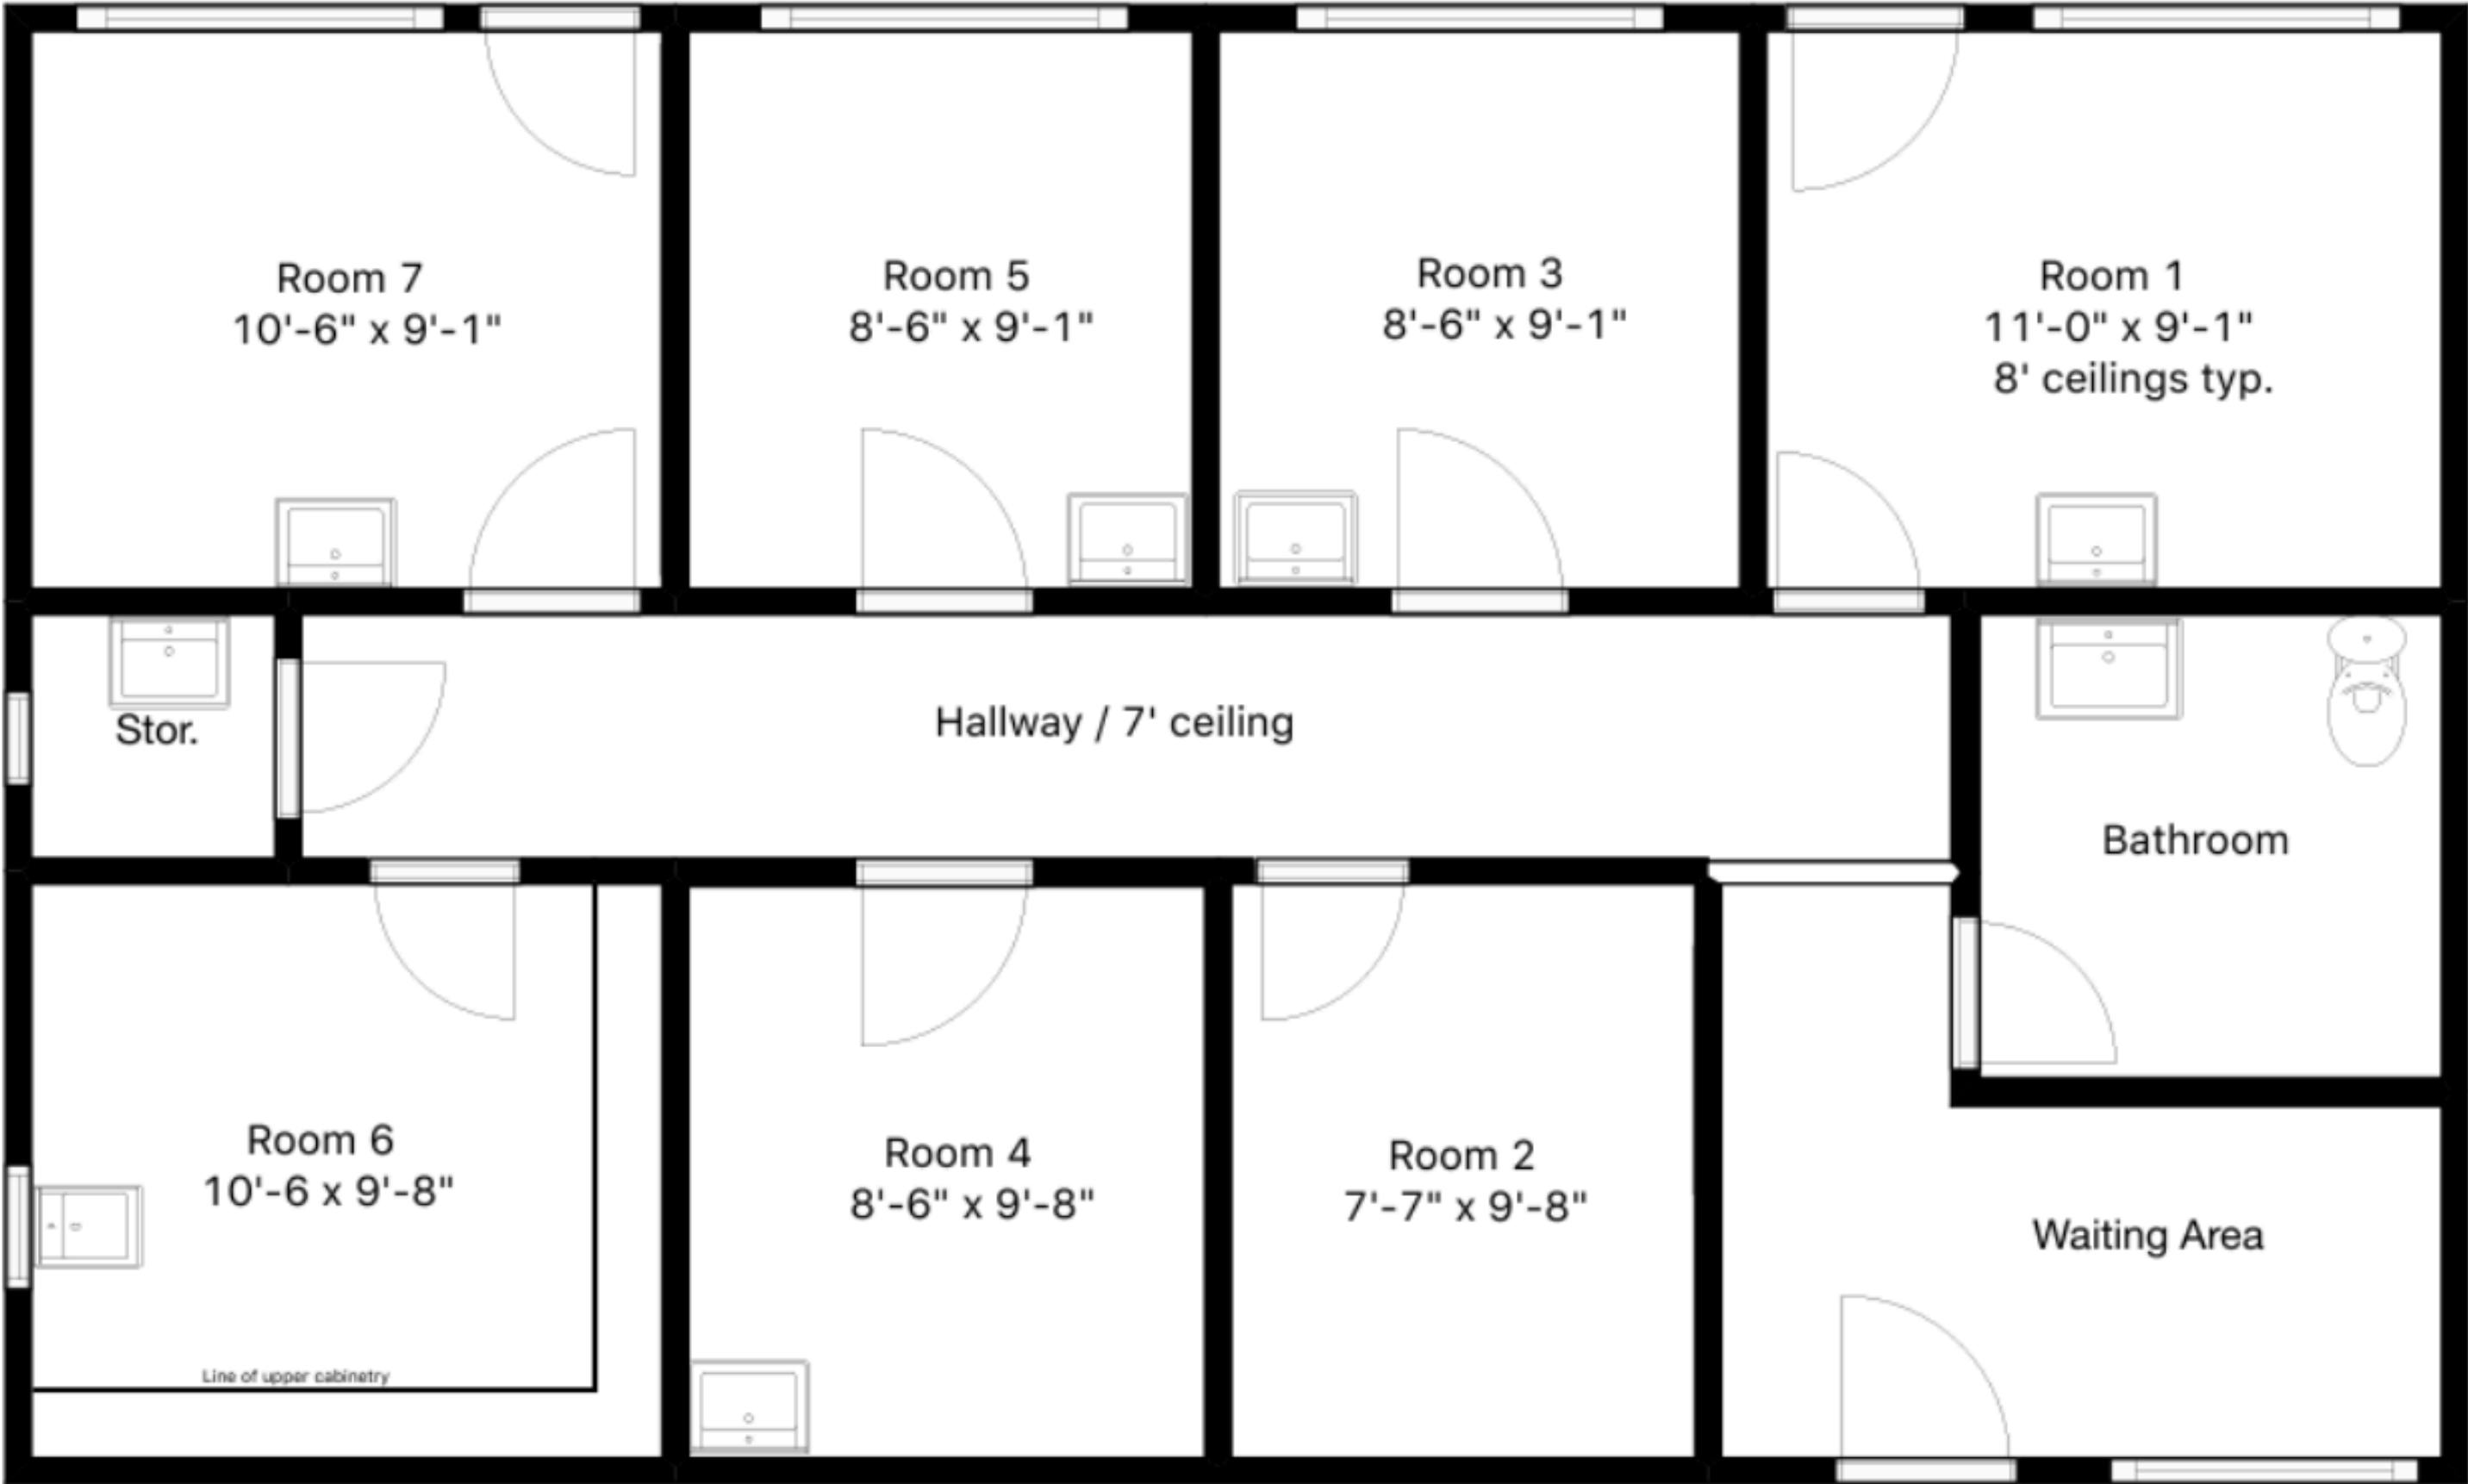 Room 7
10'-6" x 9'-1"
Room 5
8'-6" x 9'-1"
Room 3
8'-6" x 9'-1"
Room 1
11'-0" x 9'-1"
8' ceilings typ.
Stor.
Hallway / 7' ceiling
Bathroom
Room 6
10'-6 x 9'-8"
Line of upper cabinetry
Room 4
8'-6" x 9'-8"
Room 2
7'-7" x 9'-8"
Waiting Area